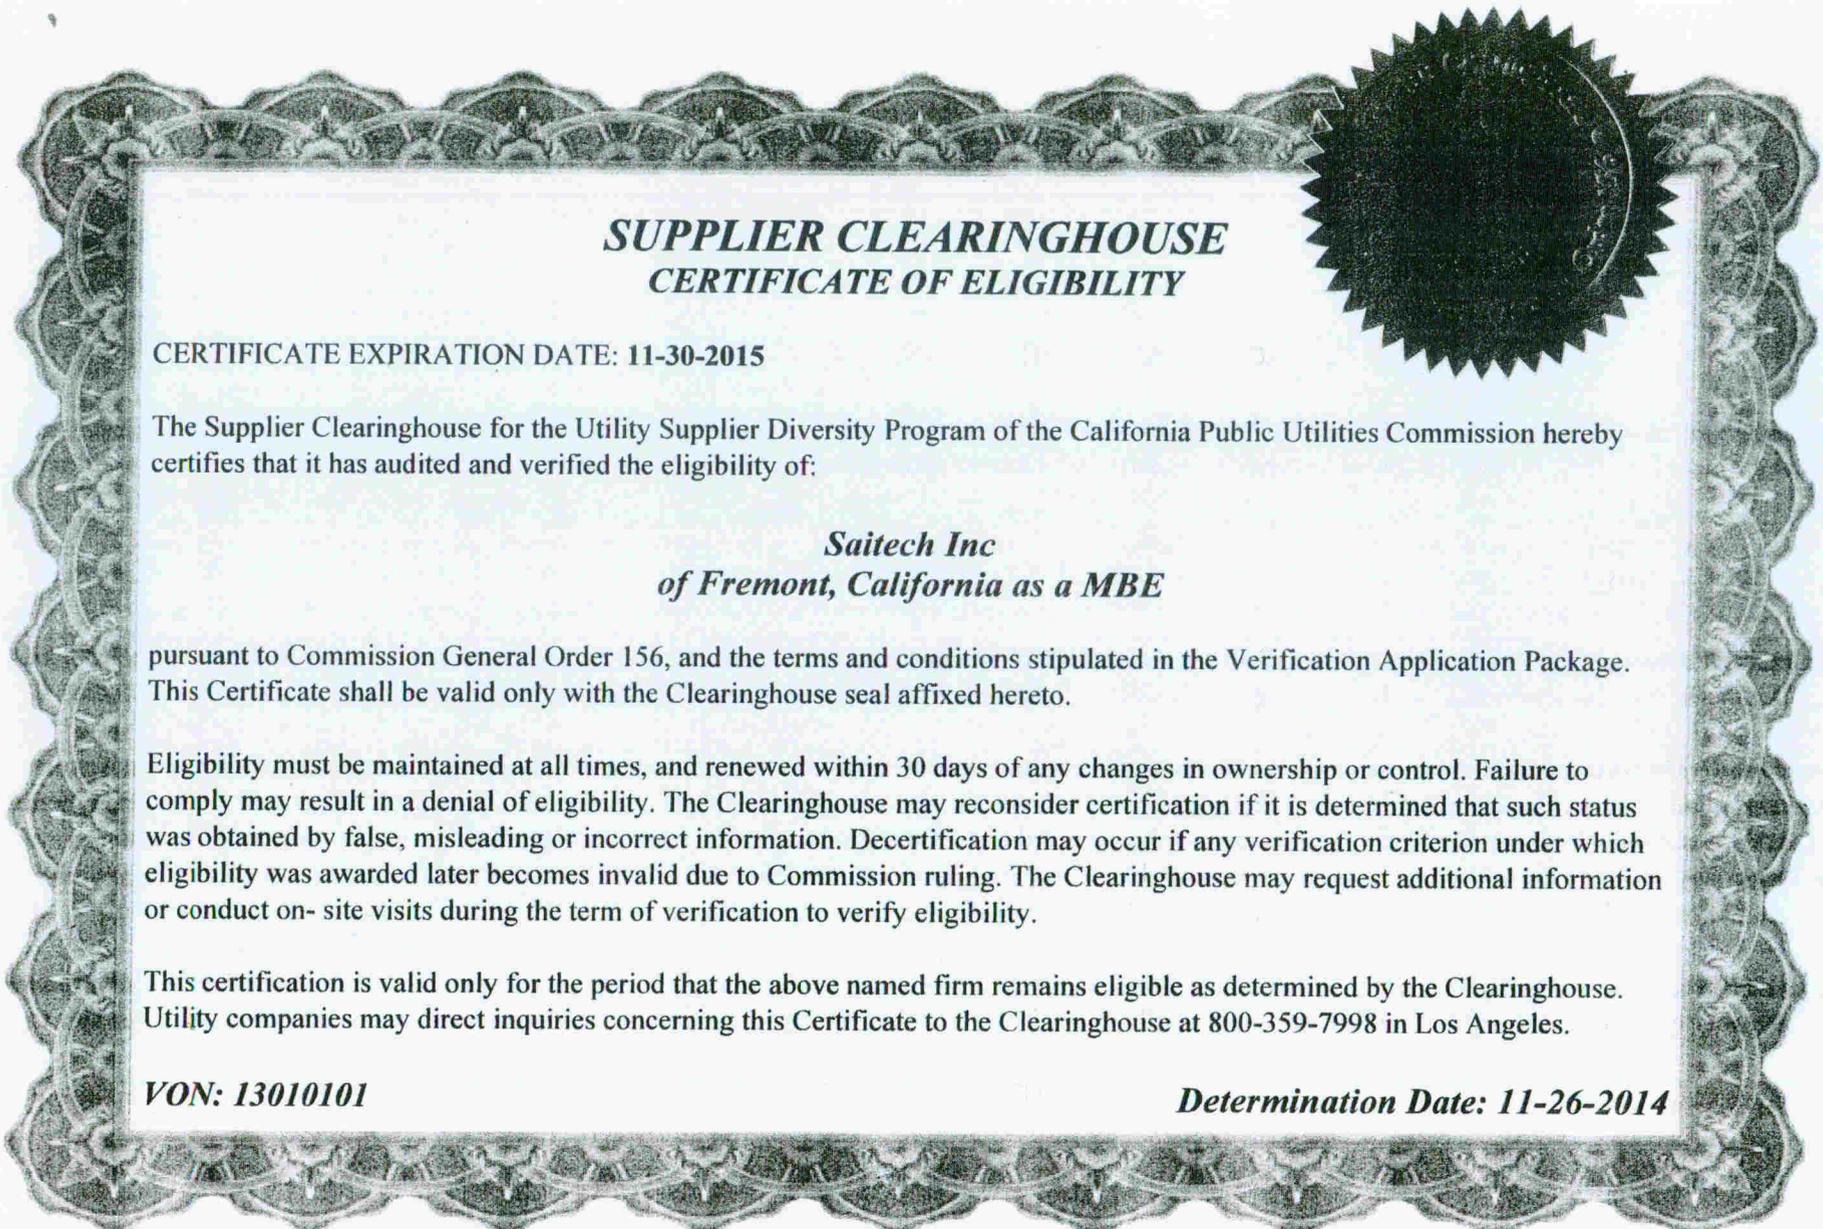 SUPPLIER CLEARINGHOUSE
CERTIFICATE OF ELIGIBILITY
CERTIFICATE EXPIRATION DATE: 11-30-2015
The Supplier Clearinghouse for the Utility Supplier Diversity Program of the California Public Utilities Commission hereby
certifies that it has audited and verified the eligibility of:
Saitech Inc
of Fremont, California as a MBE
pursuant to Commission General Order 156, and the terms and conditions stipulated in the Verification Application Package.
This Certificate shall be valid only with the Clearinghouse seal affixed hereto.
Eligibility must be maintained at all times, and renewed within 30 days of any changes in ownership or control. Failure to
comply may result in a denial of eligibility. The Clearinghouse may reconsider certification if it is determined that such status
was obtained by false, misleading or incorrect information. Decertification may occur if any verification criterion under which
eligibility was awarded later becomes invalid due to Commission ruling. The Clearinghouse may request additional information
or conduct on- site visits during the term of verification to verify eligibility.
This certification is valid only for the period that the above named firm remains eligible as determined by the Clearinghouse.
Utility companies may direct inquiries concerning this Certificate to the Clearinghouse at 800-359-7998 in Los Angeles.
VON: 13010101
Determination Date: 11-26-2014